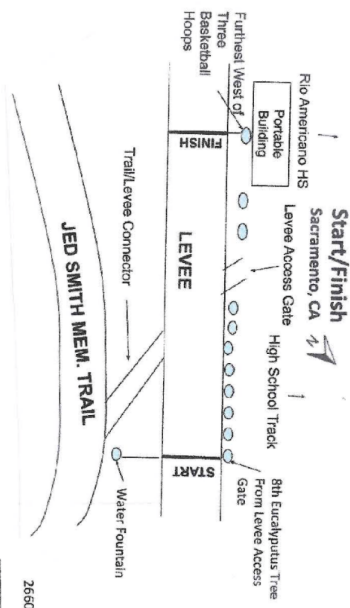 Start/Finish
Sacramento, CA
Rio Americano HS
Portable
Building
Furthest West of
Three
Basketball
Hoops
Levee Access Gate
High School Track
8th Eucalyputus Tree
From Levee Access
Gate
FINISH
LEVEE
START
Trail/Levee Connector
Water Fountain
JED SMITH MEM. TRAIL
2660